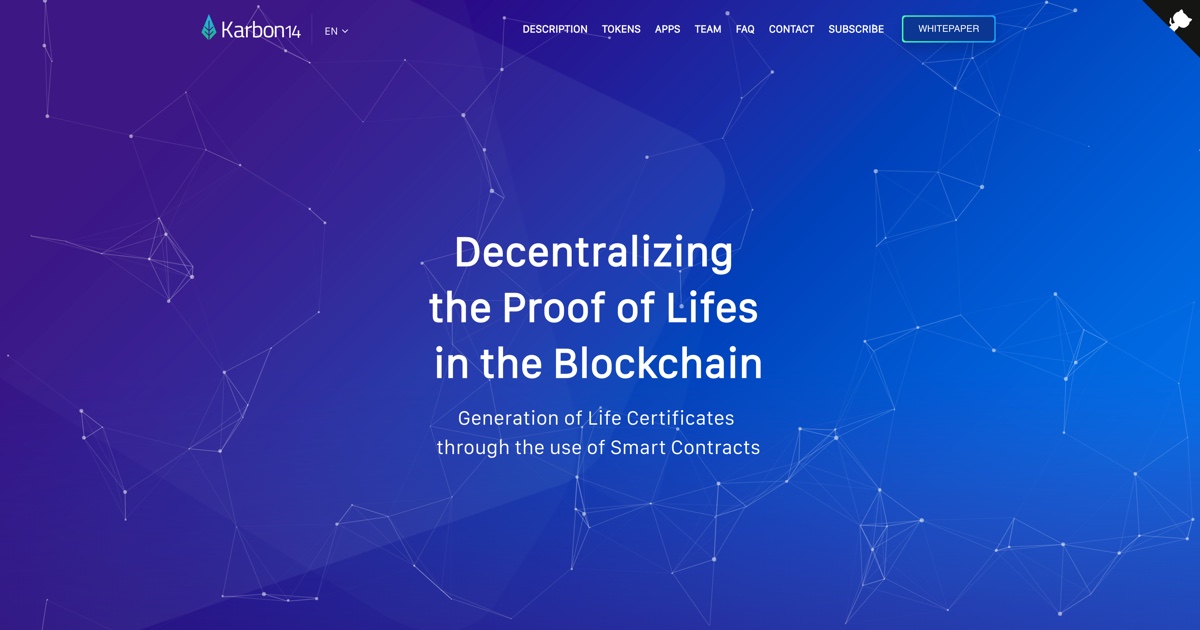 Karbon14
EN
DESCRIPTION
TOKENS
APPS
TEAM
FAQ
CONTACT
SUBSCRIBE
WHITEPAPER
Decentralizing
the Proof of Lifes
in the Blockchain
Generation of Life Certificates
through the use of Smart Contracts